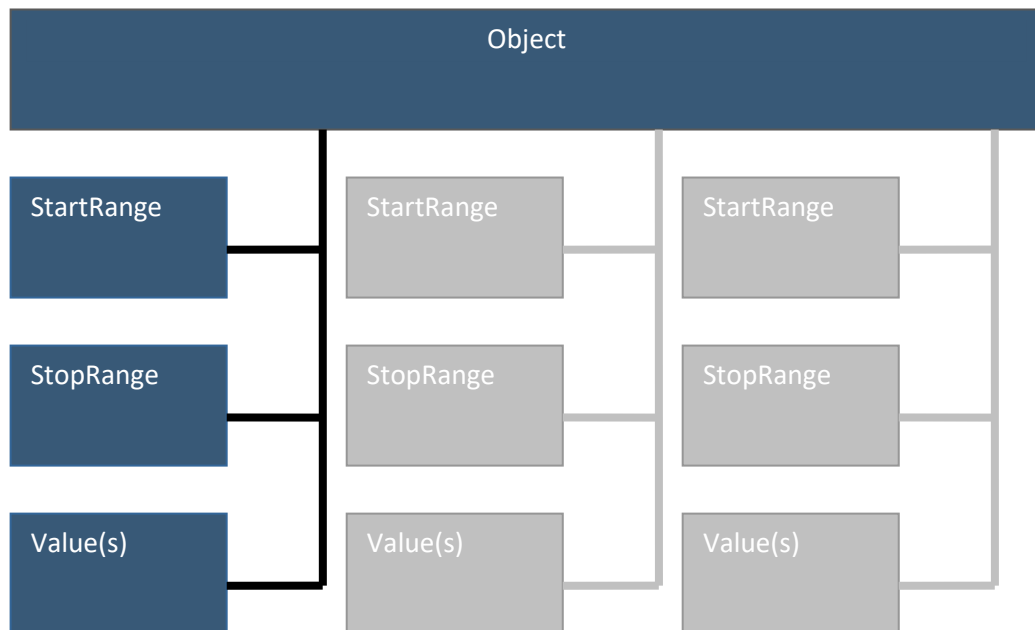 Object
StartRange
StartRange
StartRange
StopRange
StopRange
StopRange
Value(s)
Value(s)
Value(s)